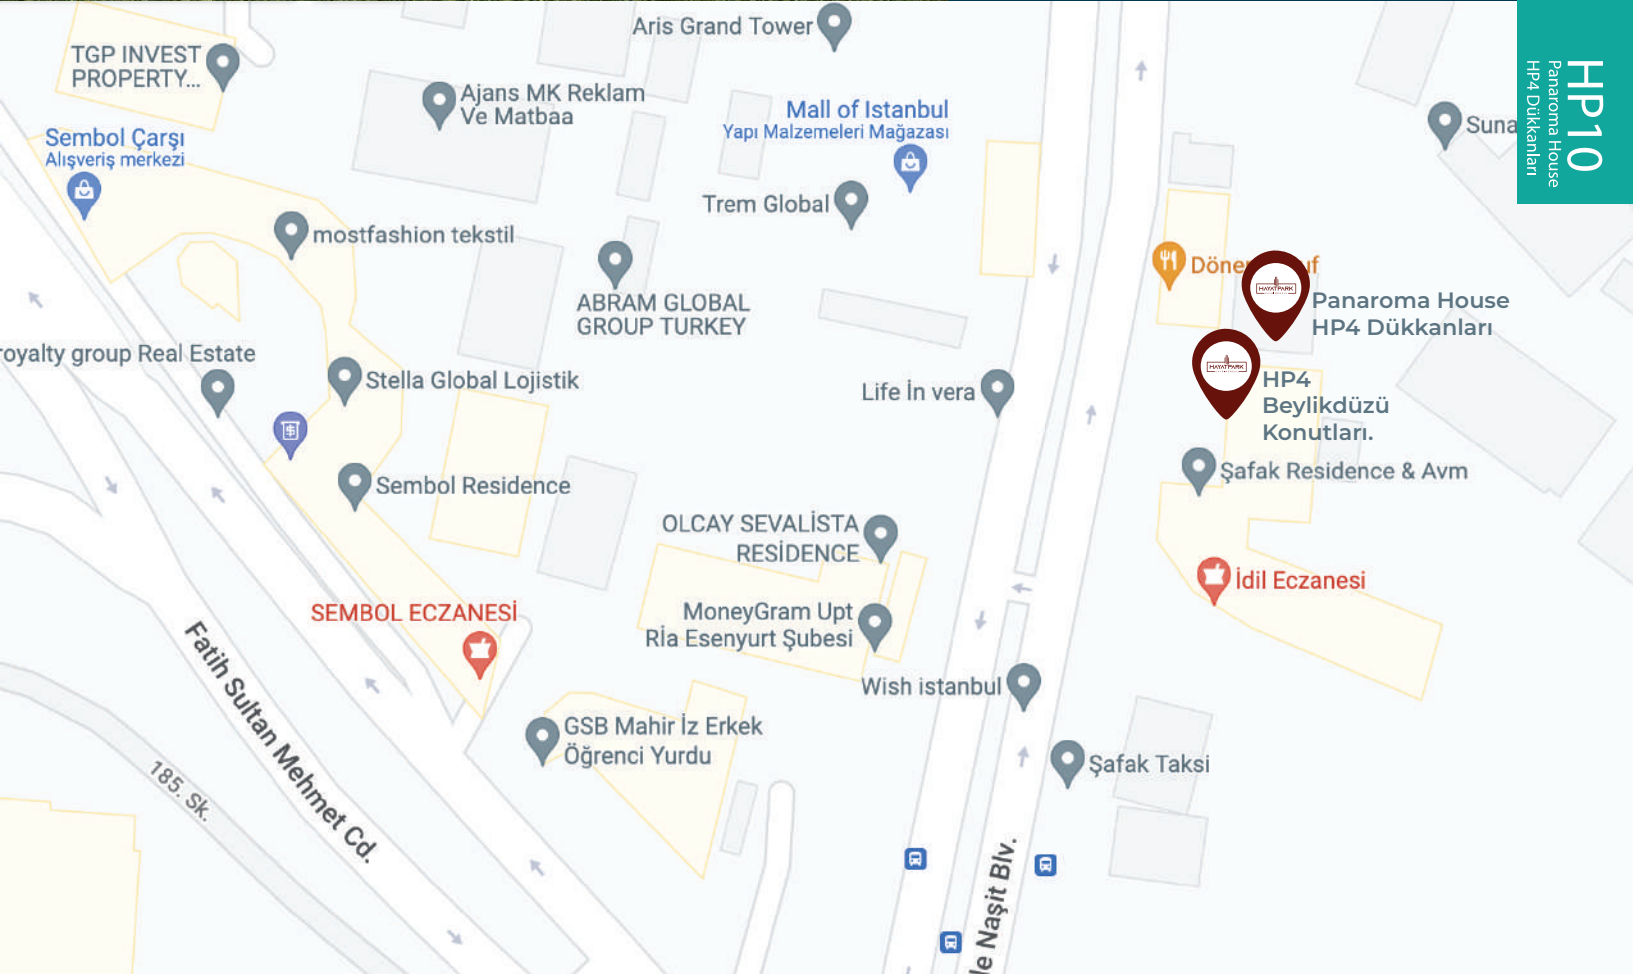 Aris Grand Tower
TGP INVEST
PROPERTY...
Ajans MK Reklam
Ve Matbaa
Mall of Istanbul
Yapı Malzemeleri Mağazası
Suna
HP10
Panaroma House
HP4 Dükkanları
Sembol Çarşı
Alışveriş merkezi
Trem Global
mostfashion tekstil
ABRAM GLOBAL
GROUP TURKEY
HAYATPARK
Panaroma House
HP4 Dükkanları
royalty group Real Estate
Stella Global Lojistik
Life İn vera
HAYATPARK
HP4
Beylikdüzü
Konutları.
Şafak Residence & Avm
Sembol Residence
OLCAY SEVALİSTA
RESİDENCE
İdil Eczanesi
SEMBOL ECZANESİ
MoneyGram Upt
Rİa Esenyurt Şubesi
Wish istanbul
GSB Mahir İz Erkek
Öğrenci Yurdu
Şafak Taksi
Fatih Sultan Mehmet Cd.
185. Sk.
le Naşit Blv.